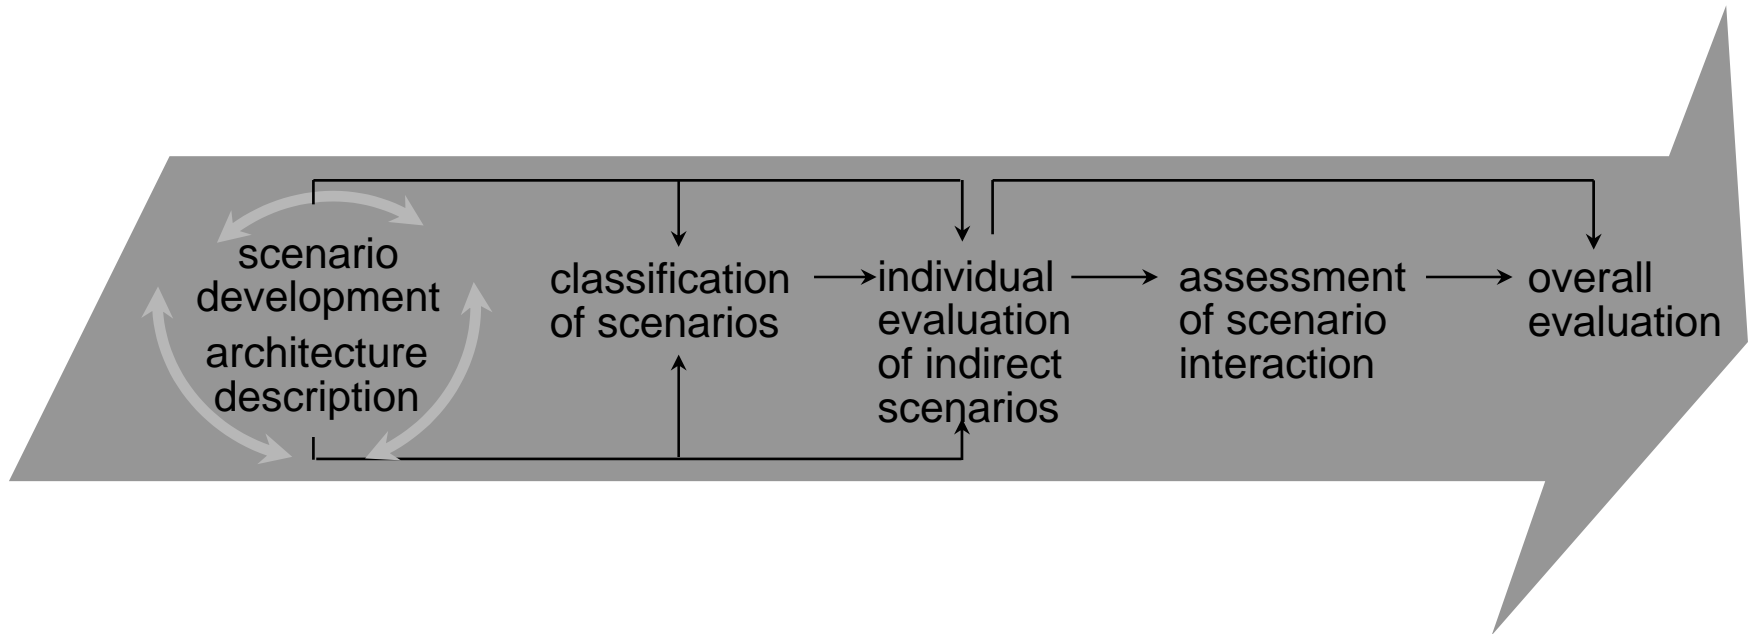 scenario
development
architecture
description
classification
of scenarios
individual
evaluation
of indirect
scenarios
assessment
of scenario
interaction
overall
evaluation